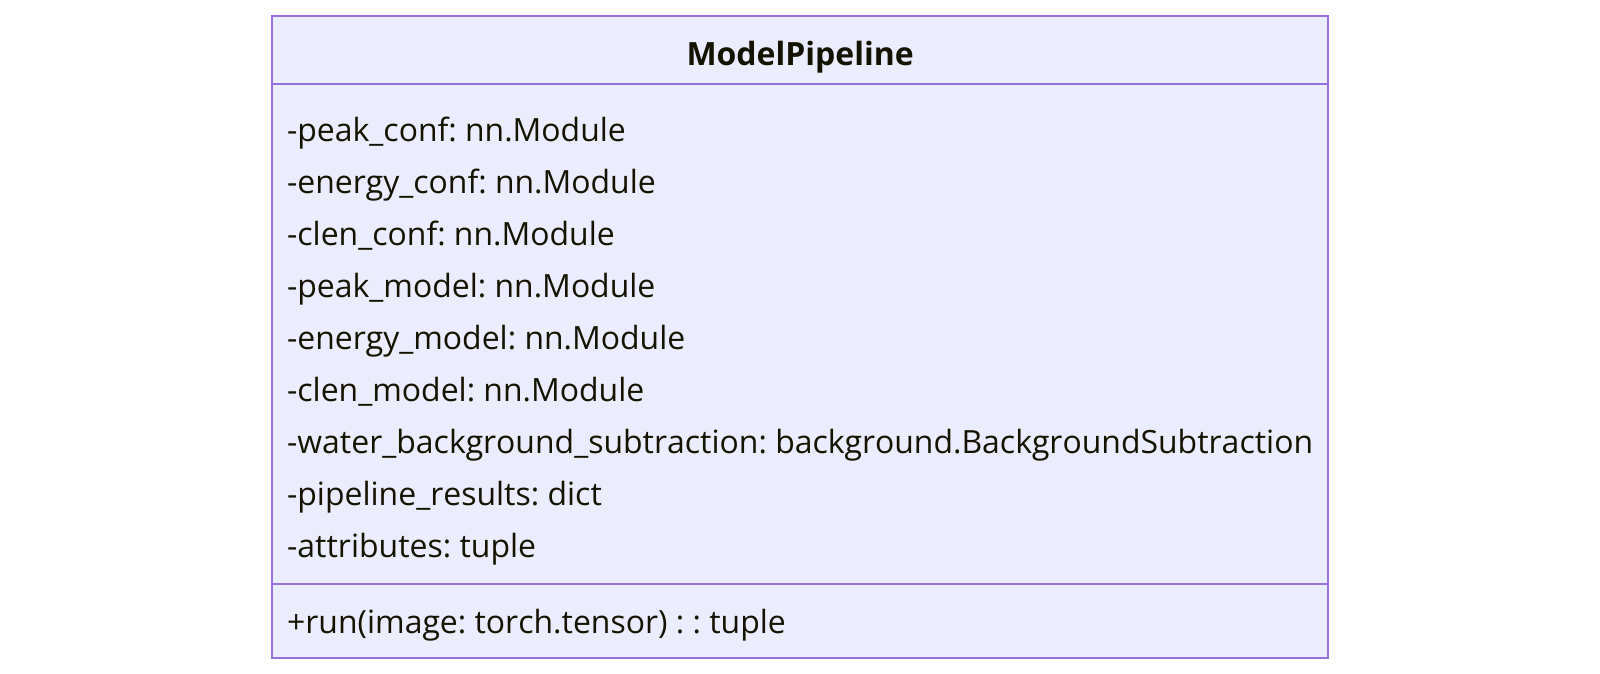 ModelPipeline
-peak_conf: nn.Module
-energy_conf: nn.Module
-clen_conf: nn.Module
-peak_model: nn.Module
-energy_model: nn.Module
-clen_model: nn.Module
-water_background_subtraction: background.BackgroundSubtraction
-pipeline_results: dict
-attributes: tuple
+run(image: torch.tensor) : : tuple